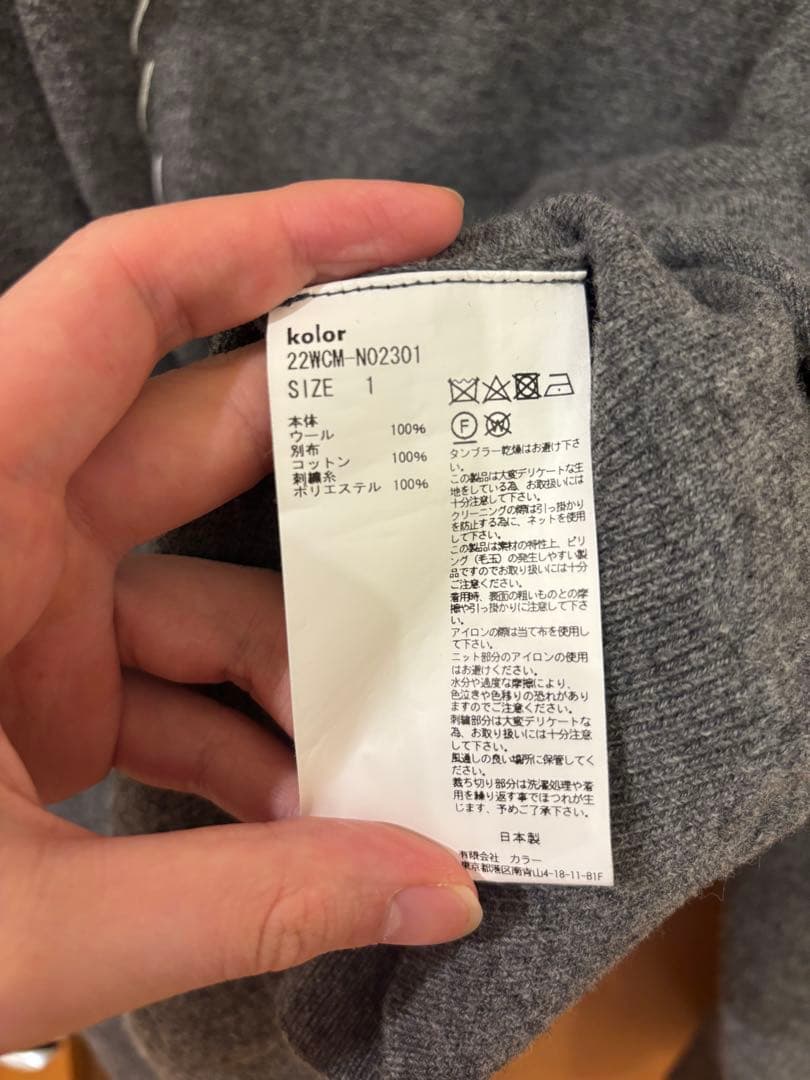 kolor
22WCM-N02301
SIZE 1
本体
ウール 100%
別布
コットン 100%
刺繍糸
ポリエステル 100%
F
W
タンブラー乾燥はお避け下さ
い。
この製品は大変デリケートな生
地をしている為、お取扱いには
十分注意して下さい。
クリーニングの際は引っ掛かり
を防止する為に、ネットを使用
して下さい。
この製品は素材の特性上、ピリ
ング(毛玉)の発生しやすい製
品ですのでお取り扱いには十分
ご注意ください。
着用時、表面の粗いものとの摩
擦や引っ掛かりに注意して下さ
い。
アイロンの際は当て布を使用し
て下さい。
ニット部分のアイロンの使用
はお避けください。
水分や過度な摩擦により、
色泣きや色移りの恐れがあり
ますのでご注意ください。
刺繍部分は大変デリケートな
為、お取り扱いには十分注意
して下さい。
風通しの良い場所に保管してく
ださい。
裁ち切り部分は洗濯処理や着
用を繰り返す事でほつれが生
じます、予めご了承下さい。
日本製
有限会社 カラー
東京都港区南青山4-18-11-B1F